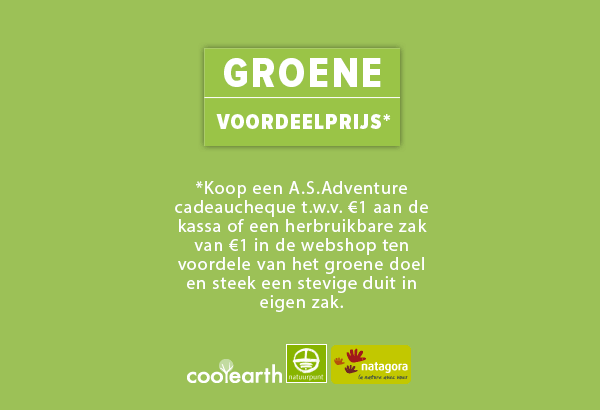 GROENE
VOORDEELPRIJS*
*Koop een A.S.Adventure
cadeaucheque t.w.v. €1 aan de
kassa of een herbruikbare zak
van €1 in de webshop ten
voordele van het groene doel
en steek een stevige duit in
eigen zak.
coolearth
natuurpunt
natagora
la nature avec vous